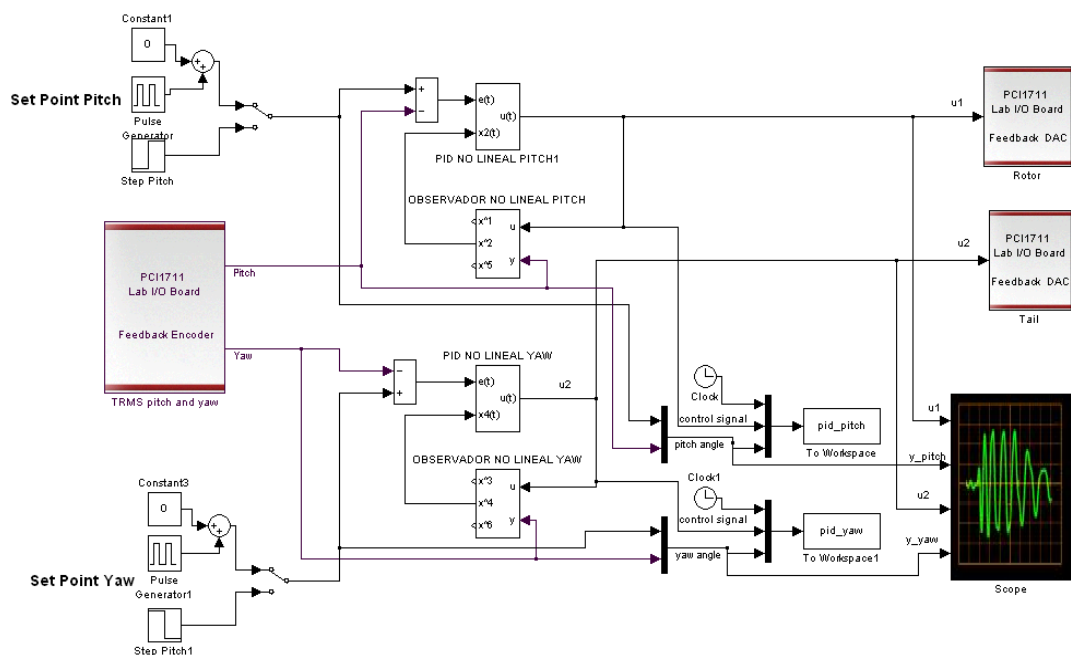 Constant1
0
Set Point Pitch
Pulse
Generator
Step Pitch
+
+
+
−
e(t)
u(t)
x2(t)
PID NO LINEAL PITCH1
OBSERVADOR NO LINEAL PITCH
x^1
u
x^2
y
x^5
u1
PCI1711
Lab I/O Board
Feedback DAC
Rotor
u2
PCI1711
Lab I/O Board
Feedback DAC
Tail
PCI1711
Lab I/O Board
Feedback Encoder
TRMS pitch and yaw
Pitch
Yaw
PID NO LINEAL YAW
−
+
e(t)
u(t)
x4(t)
u2
OBSERVADOR NO LINEAL YAW
x^3
u
x^4
y
x^6
Clock
control signal
pitch angle
pid_pitch
To Workspace
Clock1
control signal
yaw angle
pid_yaw
To Workspace1
u1
y_pitch
u2
y_yaw
Scope
Constant3
0
+
+
Pulse
Generator1
Set Point Yaw
Step Pitch1